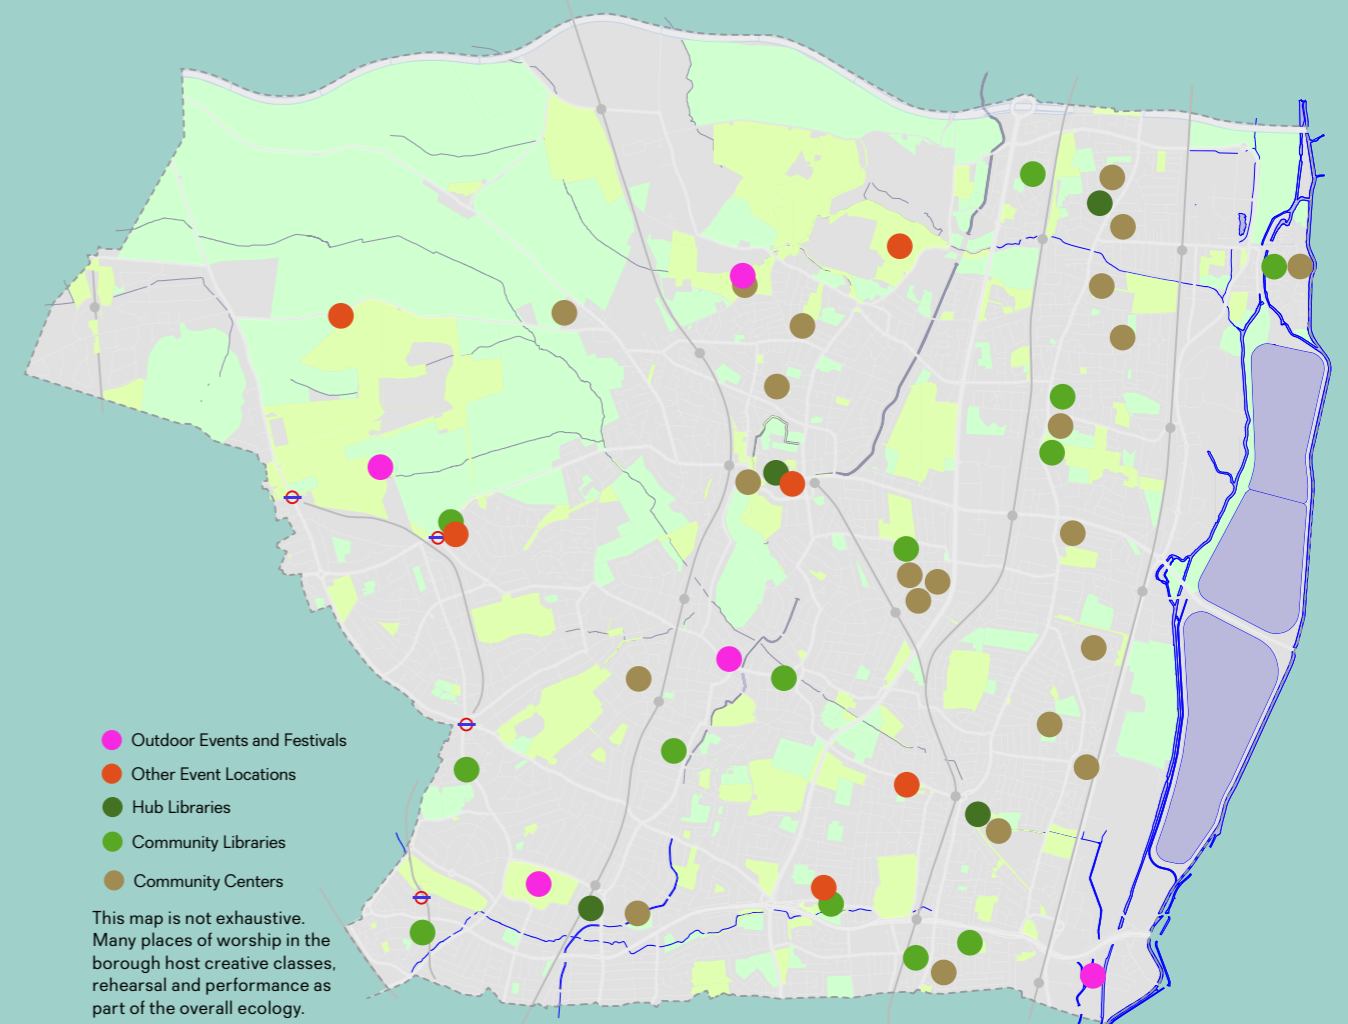 Outdoor Events and Festivals
Other Event Locations
Hub Libraries
Community Libraries
Community Centers
This map is not exhaustive.
Many places of worship in the
borough host creative classes,
rehearsal and performance as
part of the overall ecology.